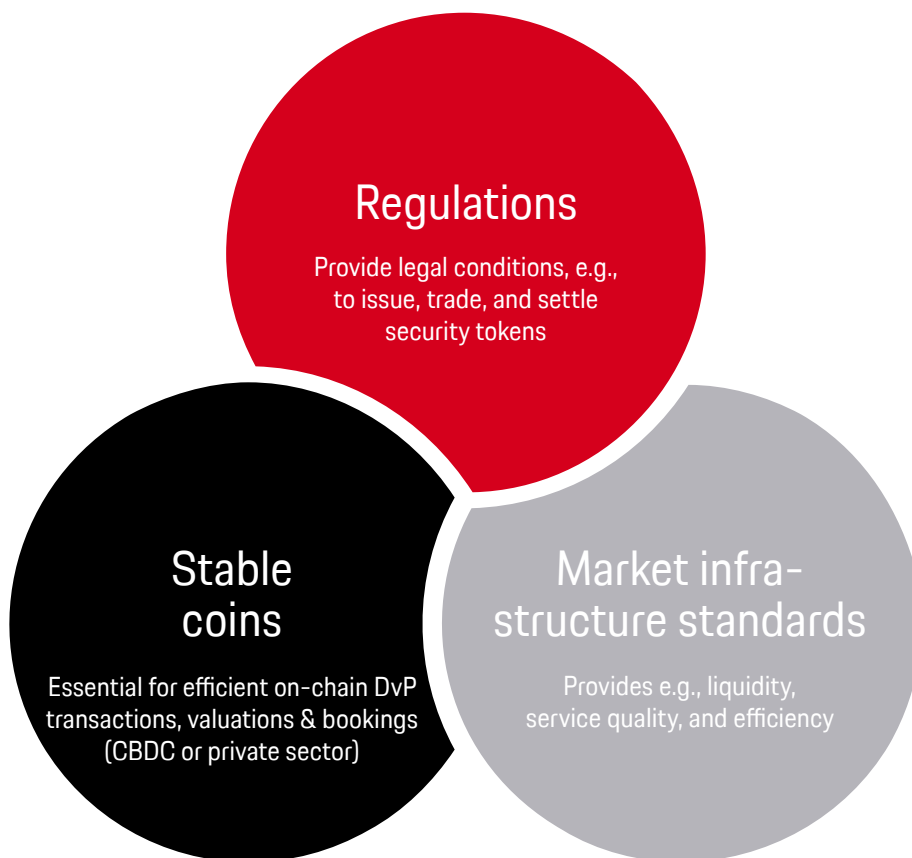 Regulations
Provide legal conditions, e.g.,
to issue, trade, and settle
security tokens
Stable
coins
Essential for efficient on-chain DvP
transactions, valuations & bookings
(CBDC or private sector)
Market infra-
structure standards
Provides e.g., liquidity,
service quality, and efficiency